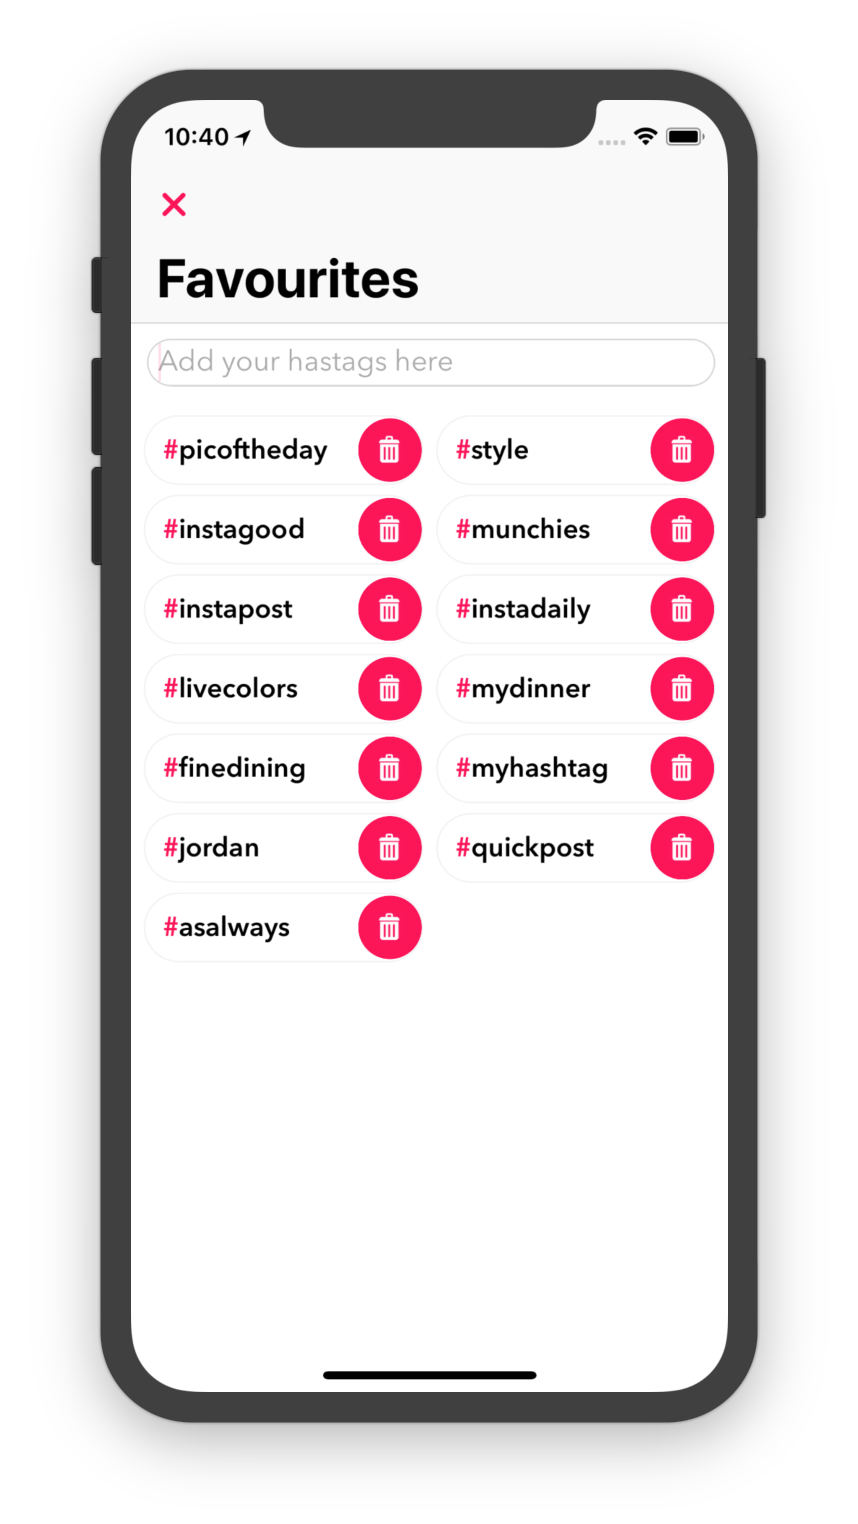 10:40
Favourites
Add your hastags here
#picoftheday #style
#instagood #munchies
#instapost #instadaily
#livecolors #mydinner
#finedining #myhashtag
#jordan #quickpost
#asalways